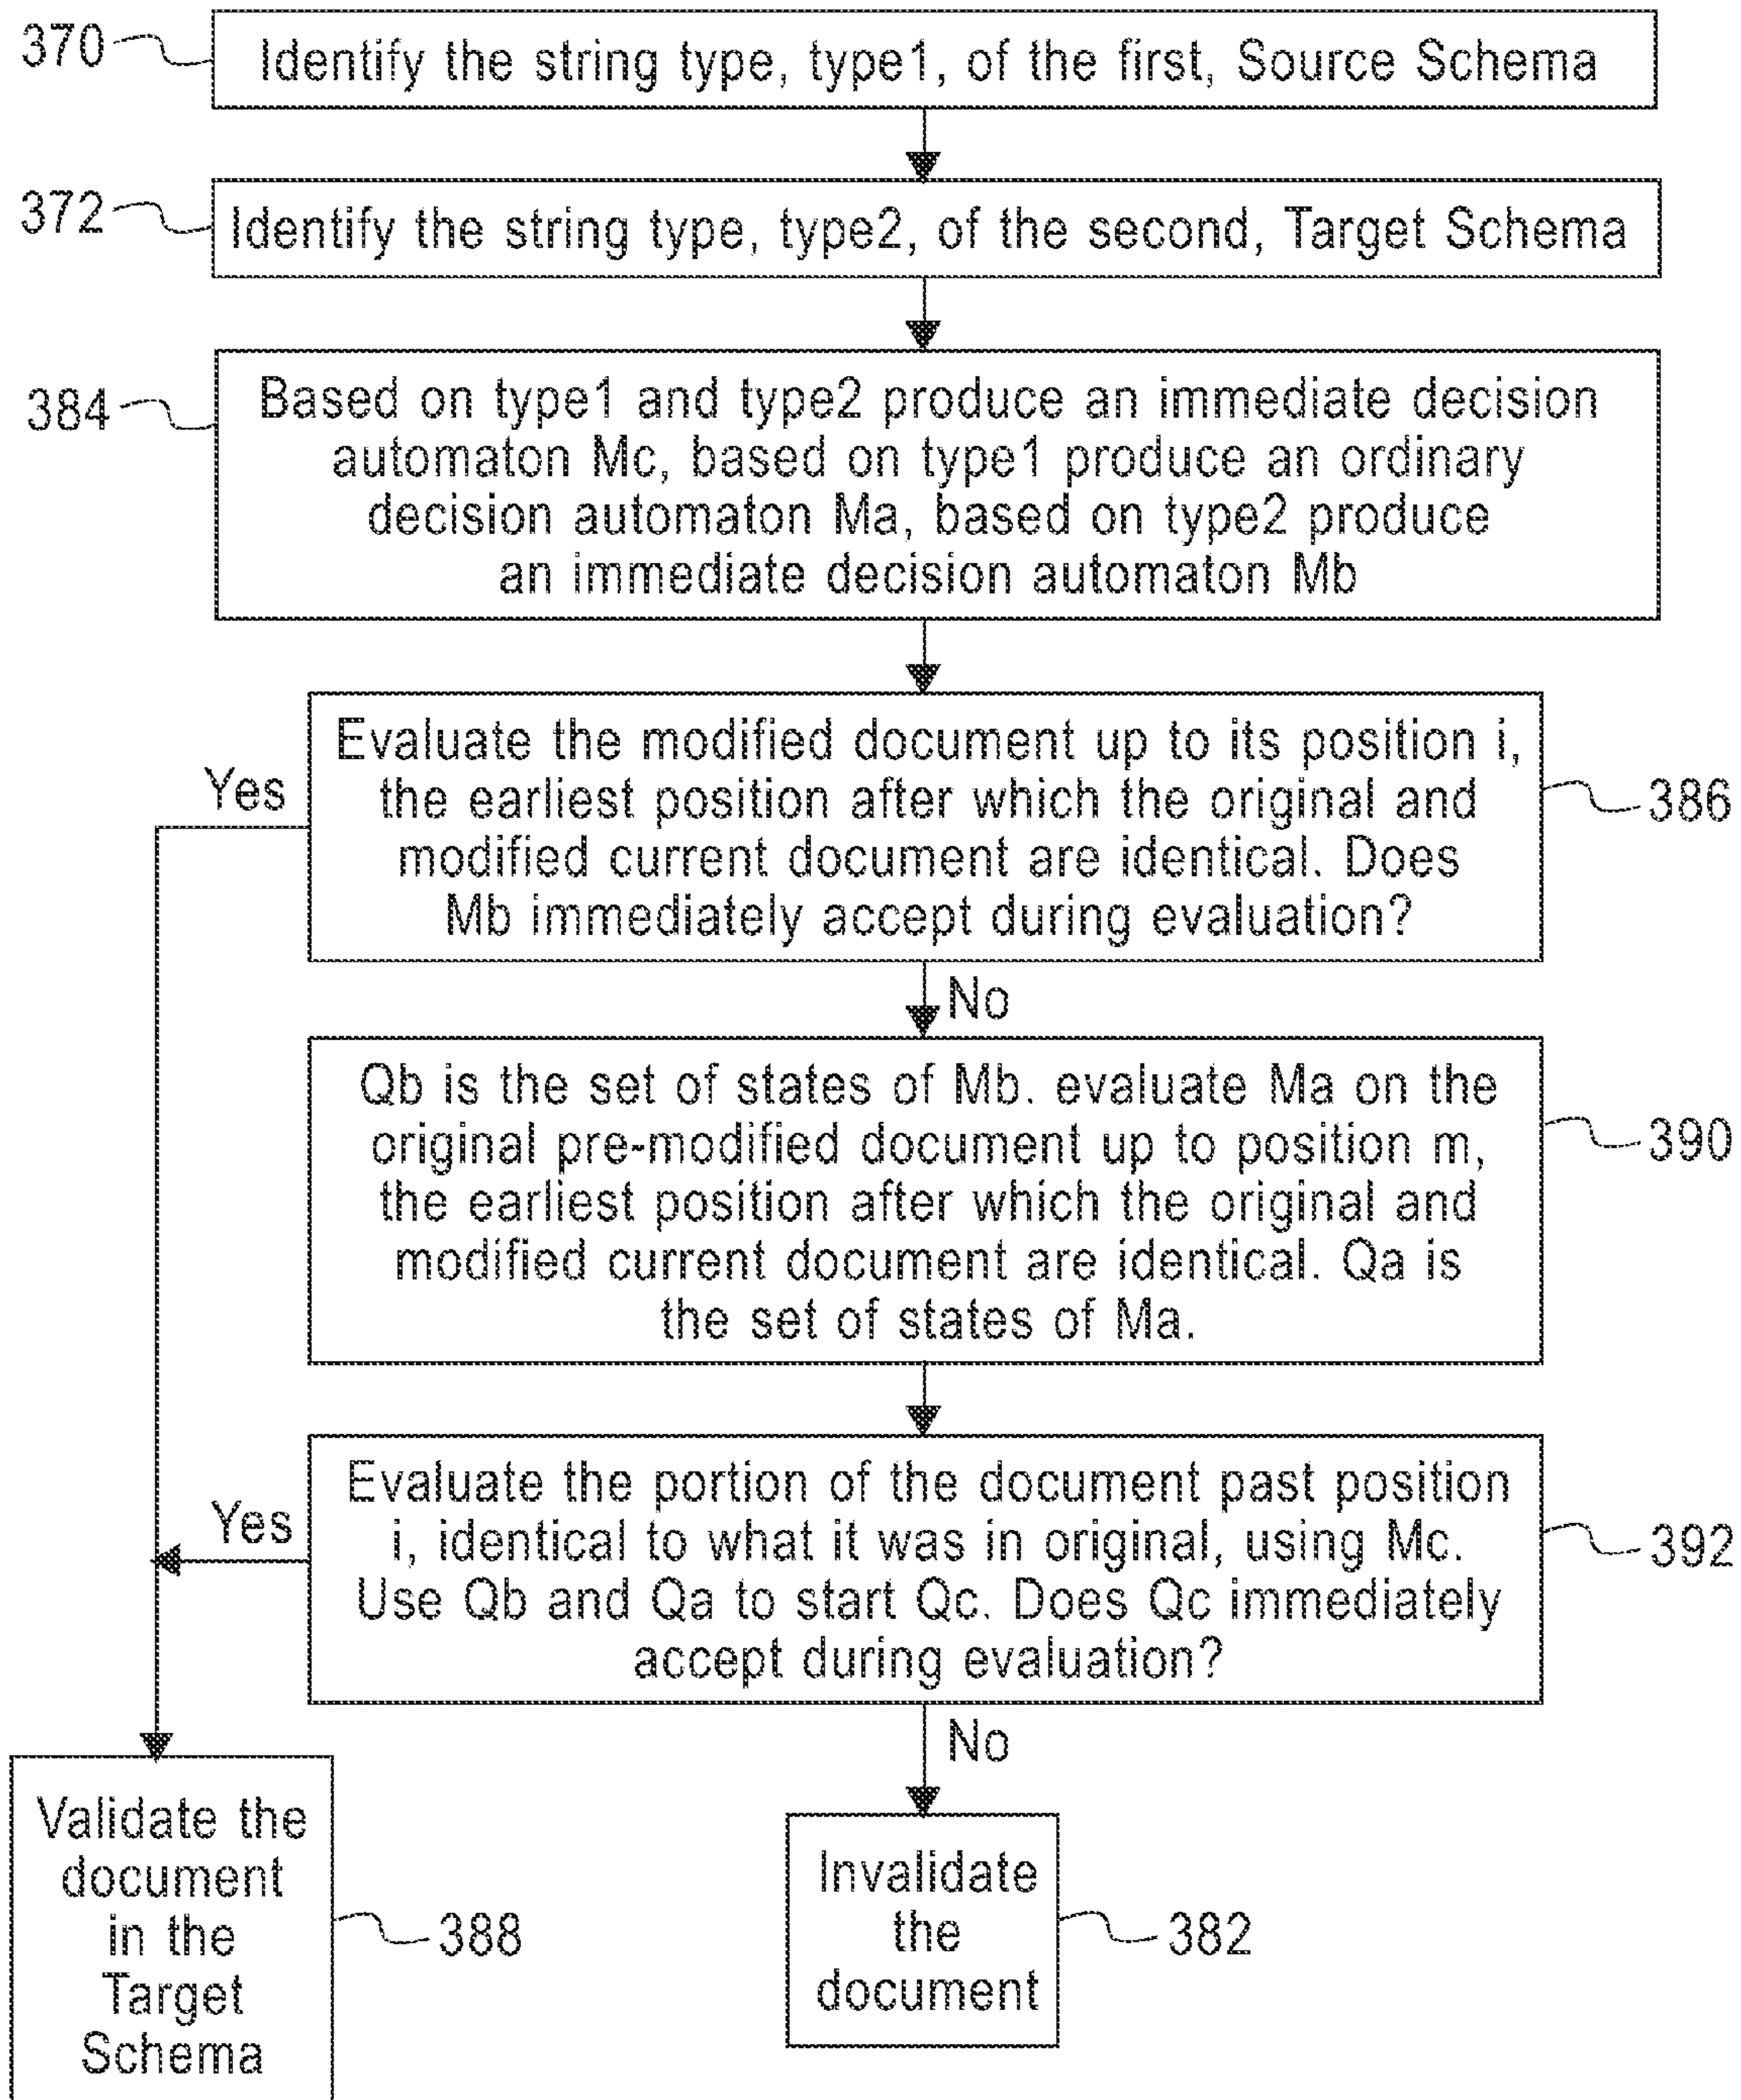 370
Identify the string type, type1, of the first, Source Schema
372
Identify the string type, type2, of the second, Target Schema
384
Based on type1 and type2 produce an immediate decision
automaton Mc, based on type1 produce an ordinary
decision automaton Ma, based on type2 produce
an immediate decision automaton Mb
Evaluate the modified document up to its position i,
the earliest position after which the original and
modified current document are identical. Does
Mb immediately accept during evaluation?
Yes
386
No
Qb is the set of states of Mb. evaluate Ma on the
original pre-modified document up to position m,
the earliest position after which the original and
modified current document are identical. Qa is
the set of states of Ma.
390
Evaluate the portion of the document past position
i, identical to what it was in original, using Mc.
Use Qb and Qa to start Qc. Does Qc immediately
accept during evaluation?
Yes
392
No
Validate the
document
in the
Target
Schema
388
Invalidate
the
document
382